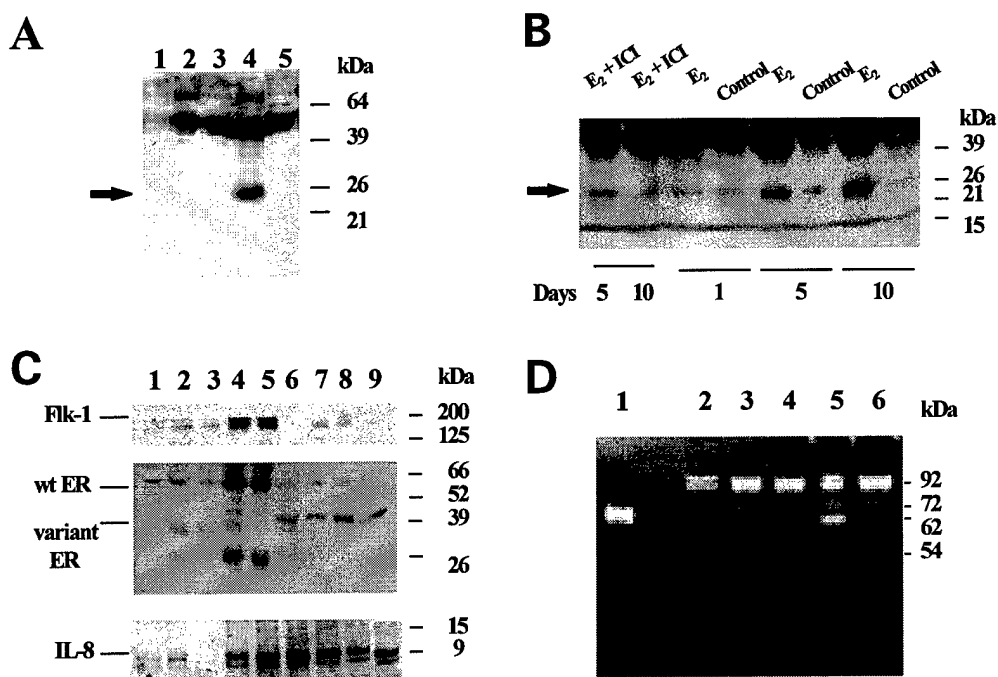 A
1 2 3 4 5
kDa
64
39
26
21
B
E₂ + ICI E₂ + ICI E₂ Control E₂ Control E₂ Control
kDa
39
26
21
15
Days 5 10 1 5 10
C
1 2 3 4 5 6 7 8 9
kDa
Flk-1
200
125
wt ER
variant
ER
66
52
39
26
IL-8
15
9
D
1 2 3 4 5 6
kDa
92
72
62
54